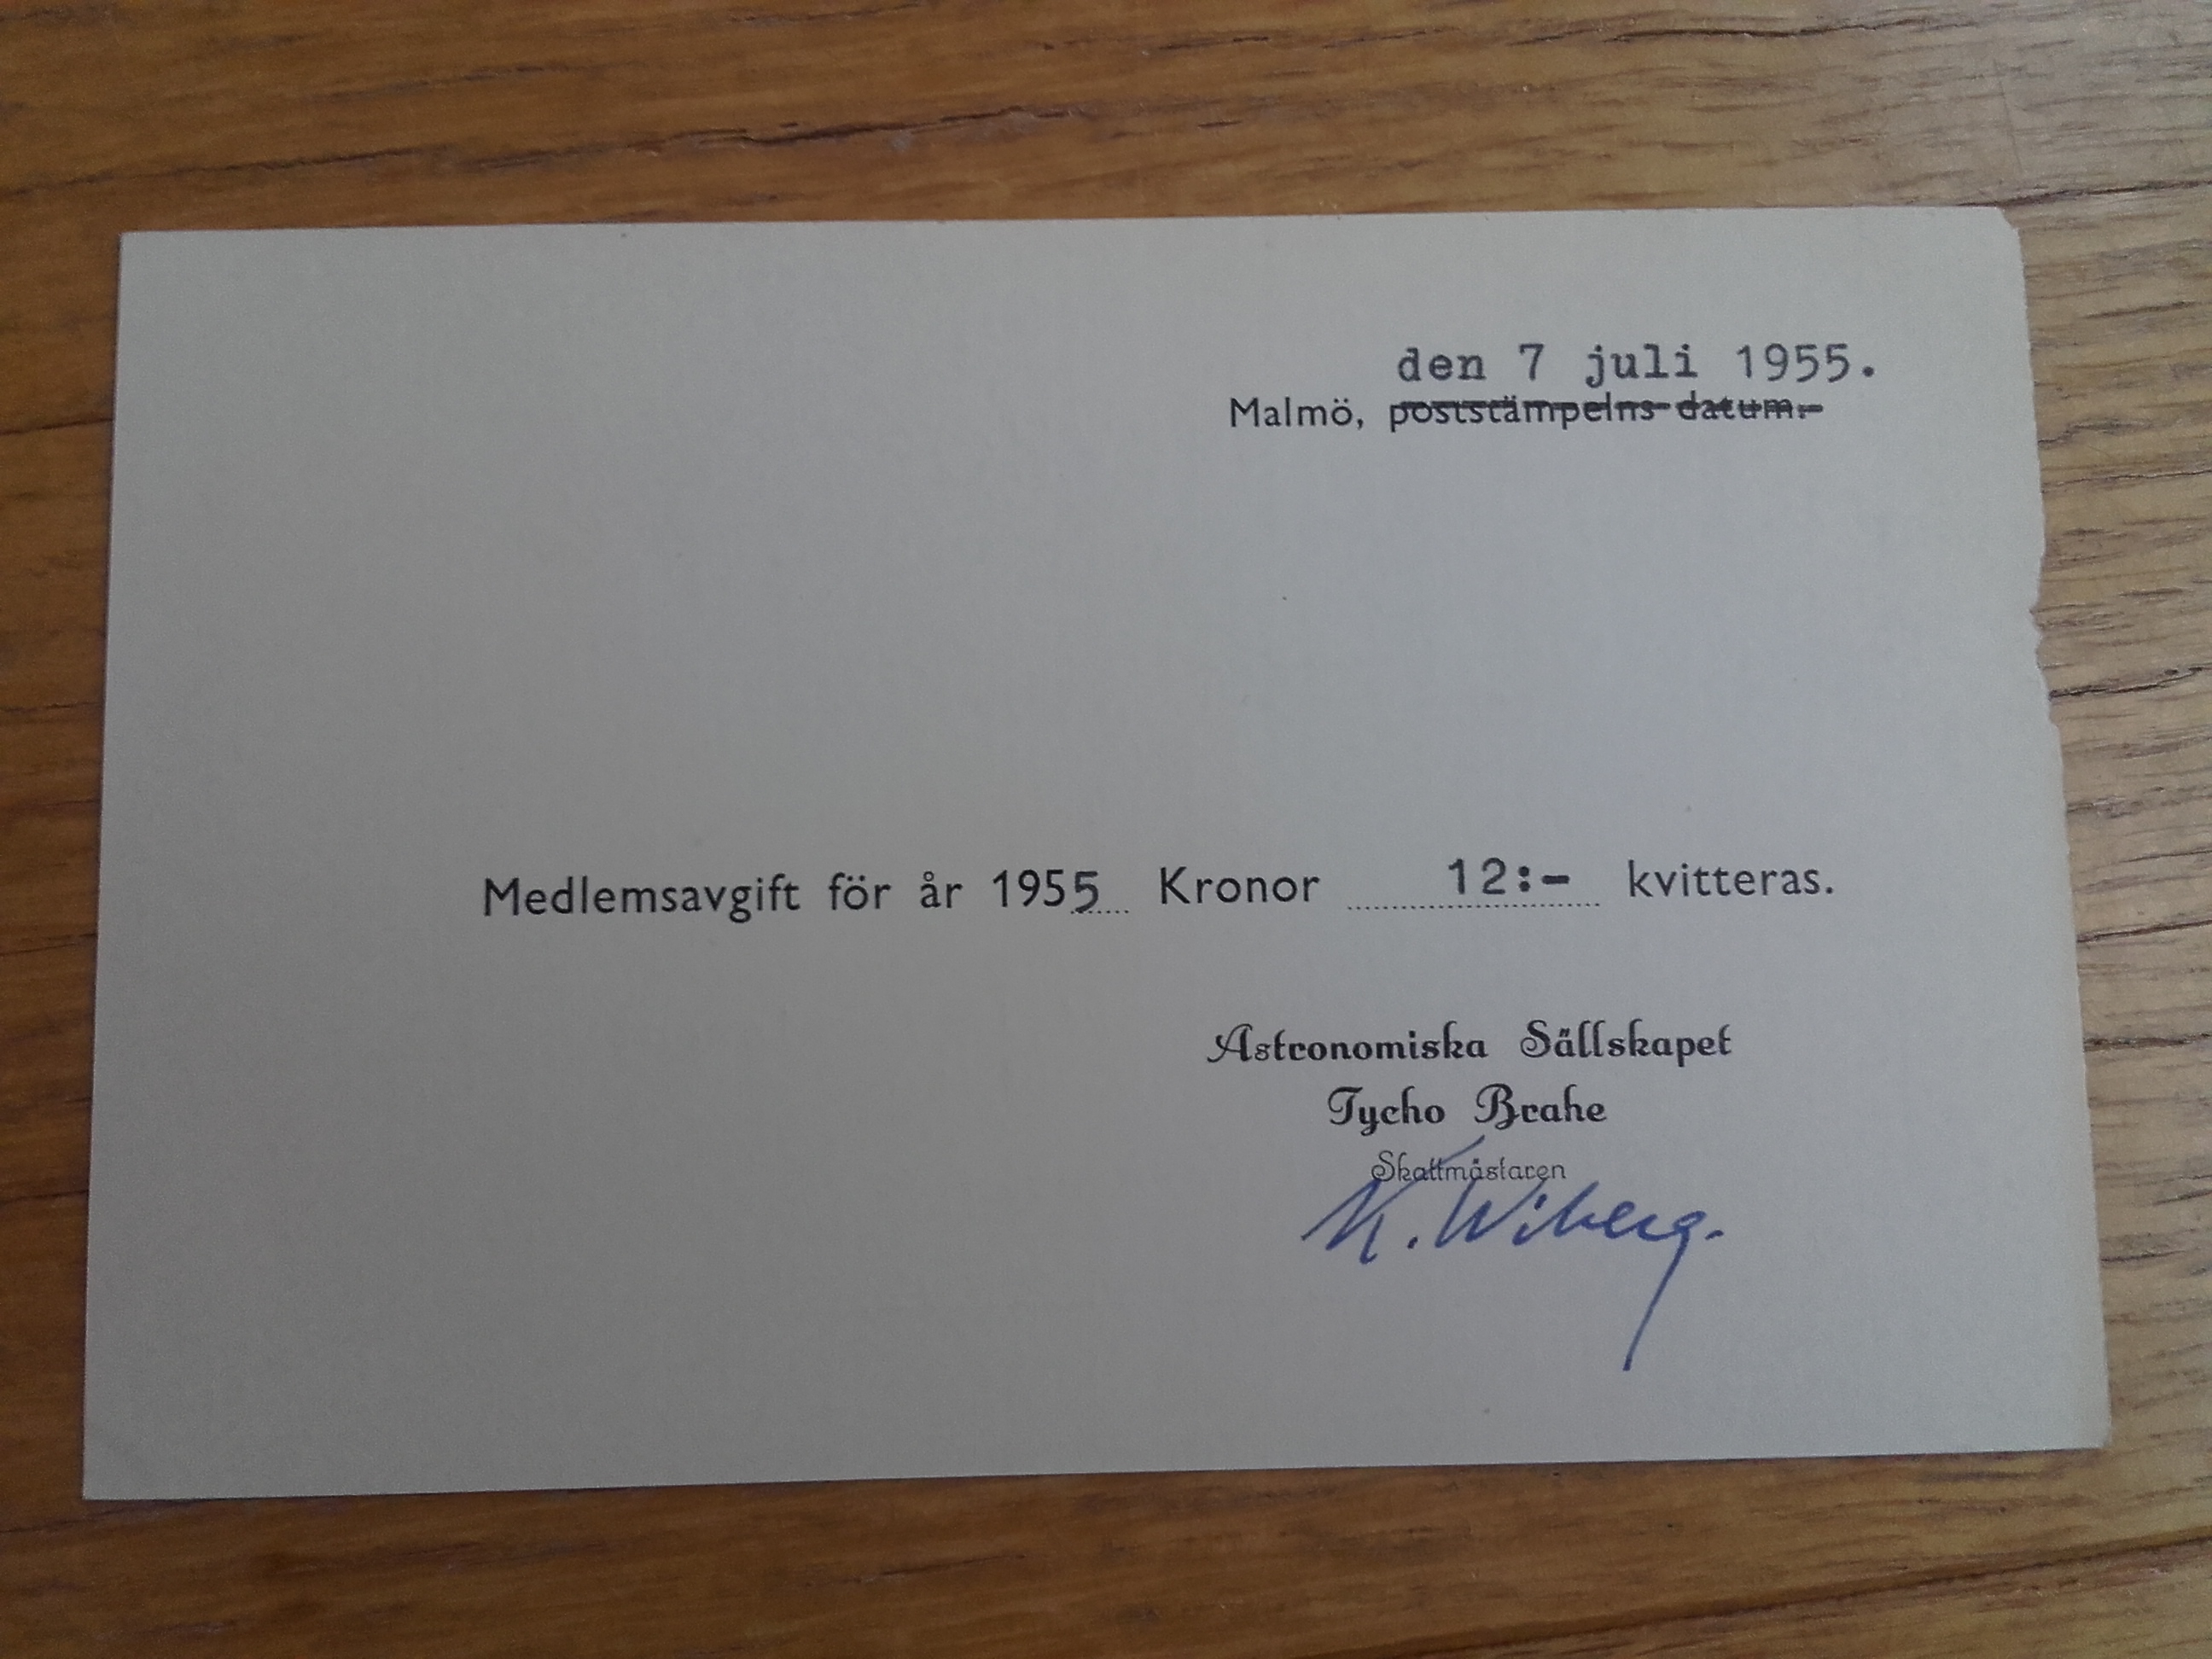 den 7 juli 1955.
Malmö, poststämpelns datum.
Medlemsavgift för år 1955 Kronor 12:- kvitteras.
Astronomiska Sällskapet
Tycho Brahe
Skattmästaren
K. Wiberg.